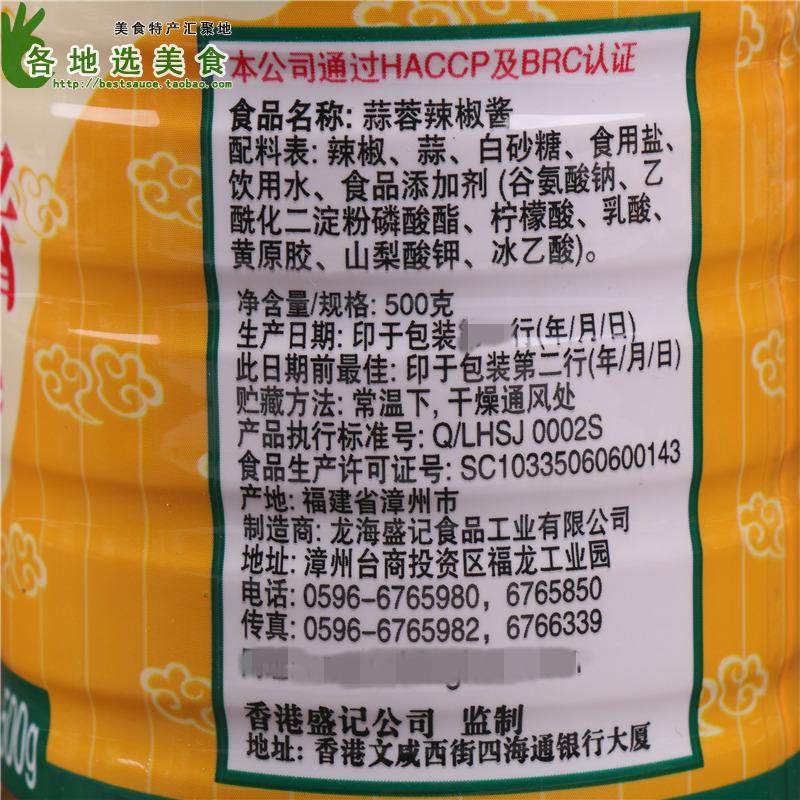 美食特产汇聚地
各地选美食
http://bestsauce.taobao.com
本公司通过HACCP及BRC认证
食品名称: 蒜蓉辣椒酱
配料表: 辣椒、蒜、白砂糖、食用盐、
饮用水、食品添加剂 (谷氨酸钠、乙
酰化二淀粉磷酸酯、柠檬酸、乳酸、
黄原胶、山梨酸钾、冰乙酸)。
净含量/规格: 500克
生产日期: 印于包装 行(年/月/日)
此日期前最佳: 印于包装第二行(年/月/日)
贮藏方法: 常温下, 干燥通风处
产品执行标准号: Q/LHSJ 0002S
食品生产许可证号: SC10335060600143
产地: 福建省漳州市
制造商: 龙海盛记食品工业有限公司
地址: 漳州台商投资区福龙工业园
电话: 0596-6765980, 6765850
传真: 0596-6765982, 6766339
香港盛记公司 监制
地址: 香港文咸西街四海通银行大厦
500g